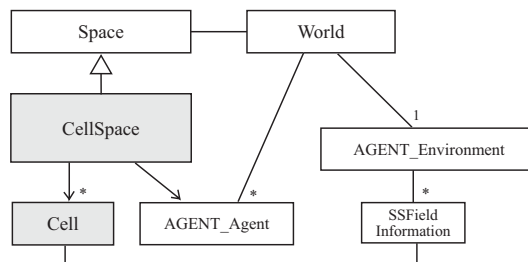 Space
World
CellSpace
1
AGENT_Environment
*
*
*
Cell
AGENT_Agent
SSField
Information